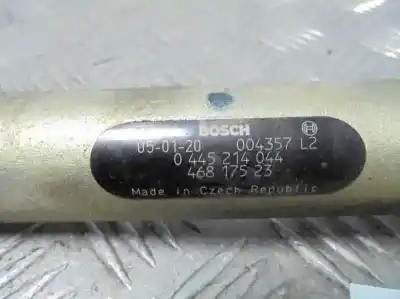 BOSCH
05-01-20 004357 L2
0 445 214 044
468 175 23
Made in Czech Republic